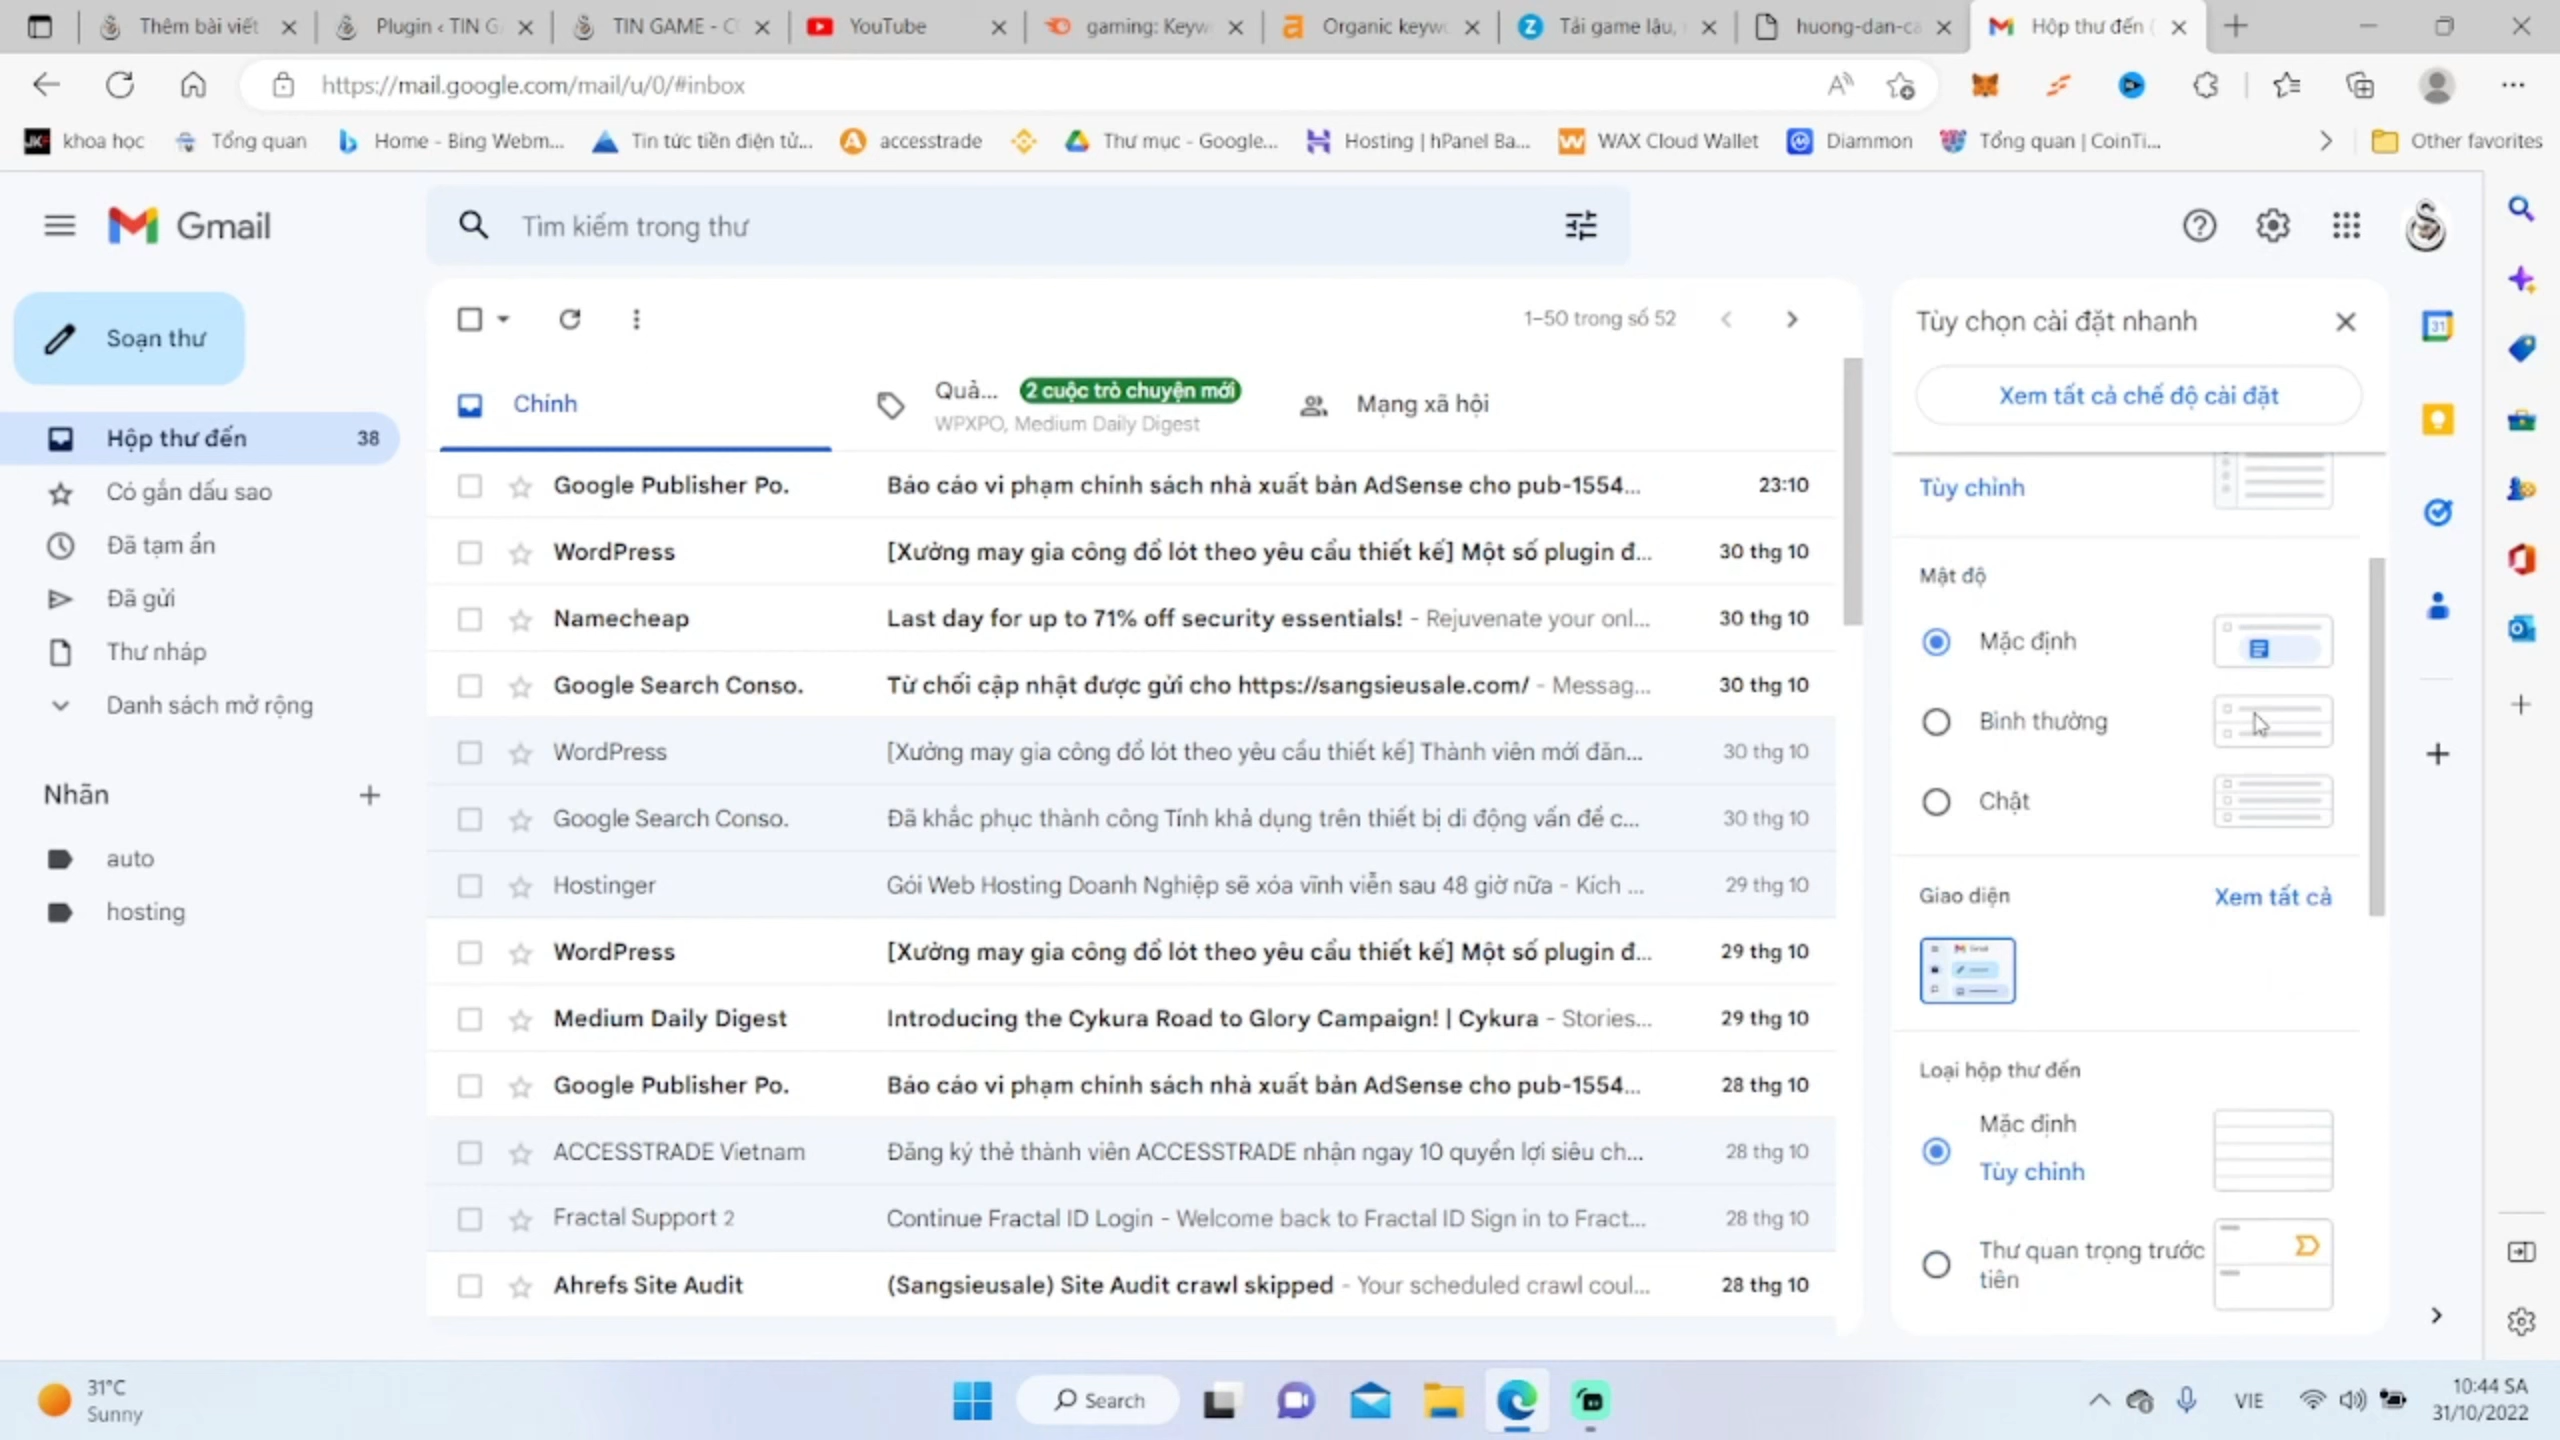 Thêm bài viết
Plugin ‹ TIN G
TIN GAME - C
YouTube
gaming: Keyw
Organic keyw
Tải game lậu,
huong-dan-ca
Hộp thư đến (
https://mail.google.com/mail/u/0/#inbox
khoa học
Tổng quan
Home - Bing Webm...
Tin tức tiền điện tử...
accesstrade
Thư mục - Google...
Hosting | hPanel Ba...
WAX Cloud Wallet
Diammon
Tổng quan | CoinTi...
Other favorites
Gmail
Tìm kiếm trong thư
Soạn thư
Hộp thư đến 38
Có gắn dấu sao
Đã tạm ẩn
Đã gửi
Thư nháp
Danh sách mở rộng
Nhãn
auto
hosting
1–50 trong số 52
Chính
Quả... 2 cuộc trò chuyện mới
WPXPO, Medium Daily Digest
Mạng xã hội
Google Publisher Po. Báo cáo vi phạm chính sách nhà xuất bản AdSense cho pub-1554... 23:10
WordPress [Xưởng may gia công đồ lót theo yêu cầu thiết kế] Một số plugin đ... 30 thg 10
Namecheap Last day for up to 71% off security essentials! - Rejuvenate your onl... 30 thg 10
Google Search Conso. Từ chối cập nhật được gửi cho https://sangsieusale.com/ - Messag... 30 thg 10
WordPress [Xưởng may gia công đồ lót theo yêu cầu thiết kế] Thành viên mới đăn... 30 thg 10
Google Search Conso. Đã khắc phục thành công Tính khả dụng trên thiết bị di động vấn đề c... 30 thg 10
Hostinger Gói Web Hosting Doanh Nghiệp sẽ xóa vĩnh viễn sau 48 giờ nữa - Kích ... 29 thg 10
WordPress [Xưởng may gia công đồ lót theo yêu cầu thiết kế] Một số plugin đ... 29 thg 10
Medium Daily Digest Introducing the Cykura Road to Glory Campaign! | Cykura - Stories... 29 thg 10
Google Publisher Po. Báo cáo vi phạm chính sách nhà xuất bản AdSense cho pub-1554... 28 thg 10
ACCESSTRADE Vietnam Đăng ký thẻ thành viên ACCESSTRADE nhận ngay 10 quyền lợi siêu ch... 28 thg 10
Fractal Support 2 Continue Fractal ID Login - Welcome back to Fractal ID Sign in to Fract... 28 thg 10
Ahrefs Site Audit (Sangsieusale) Site Audit crawl skipped - Your scheduled crawl coul... 28 thg 10
Tùy chọn cài đặt nhanh
Xem tất cả chế độ cài đặt
Tùy chỉnh
Mật độ
Mặc định
Bình thường
Chật
Giao diện Xem tất cả
Loại hộp thư đến
Mặc định
Tùy chỉnh
Thư quan trọng trước
tiên
31°C
Sunny
Search
VIE
10:44 SA
31/10/2022